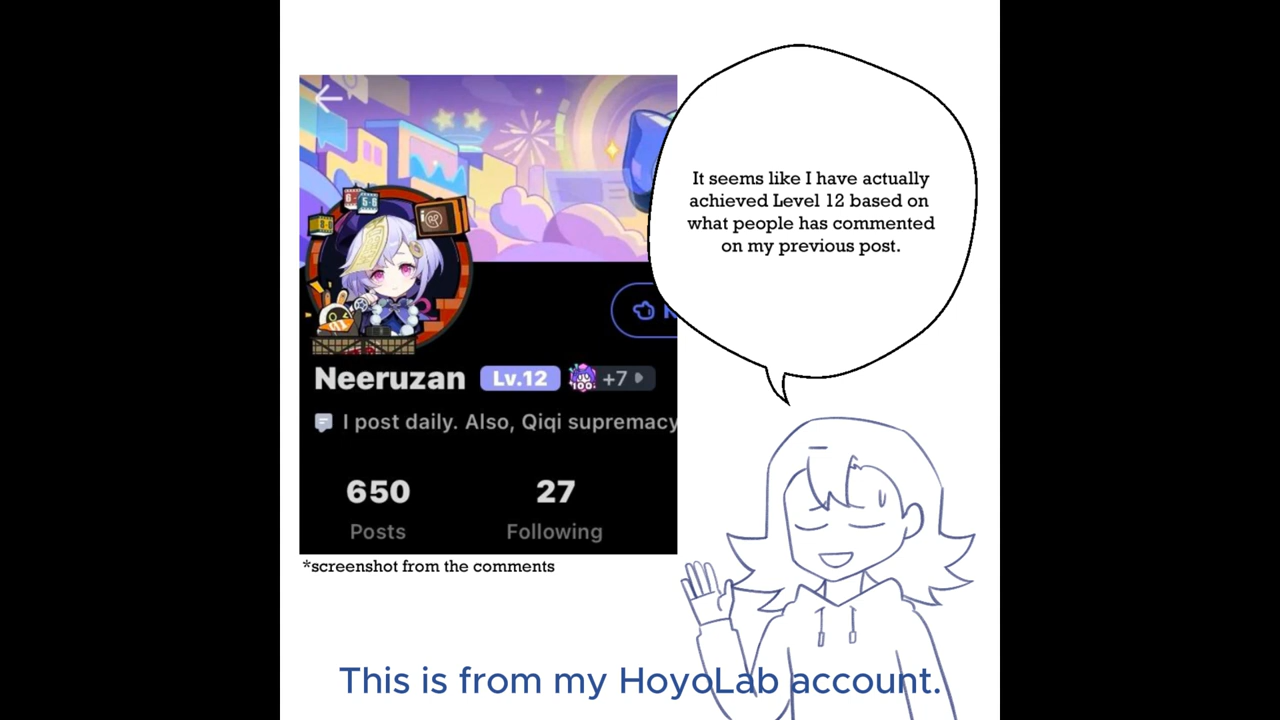 It seems like I have actually
achieved Level 12 based on
what people has commented
on my previous post.
Neeruzan Lv.12 +7
I post daily. Also, Qiqi supremacy
650 27
Posts Following
*screenshot from the comments
This is from my HoyoLab account.